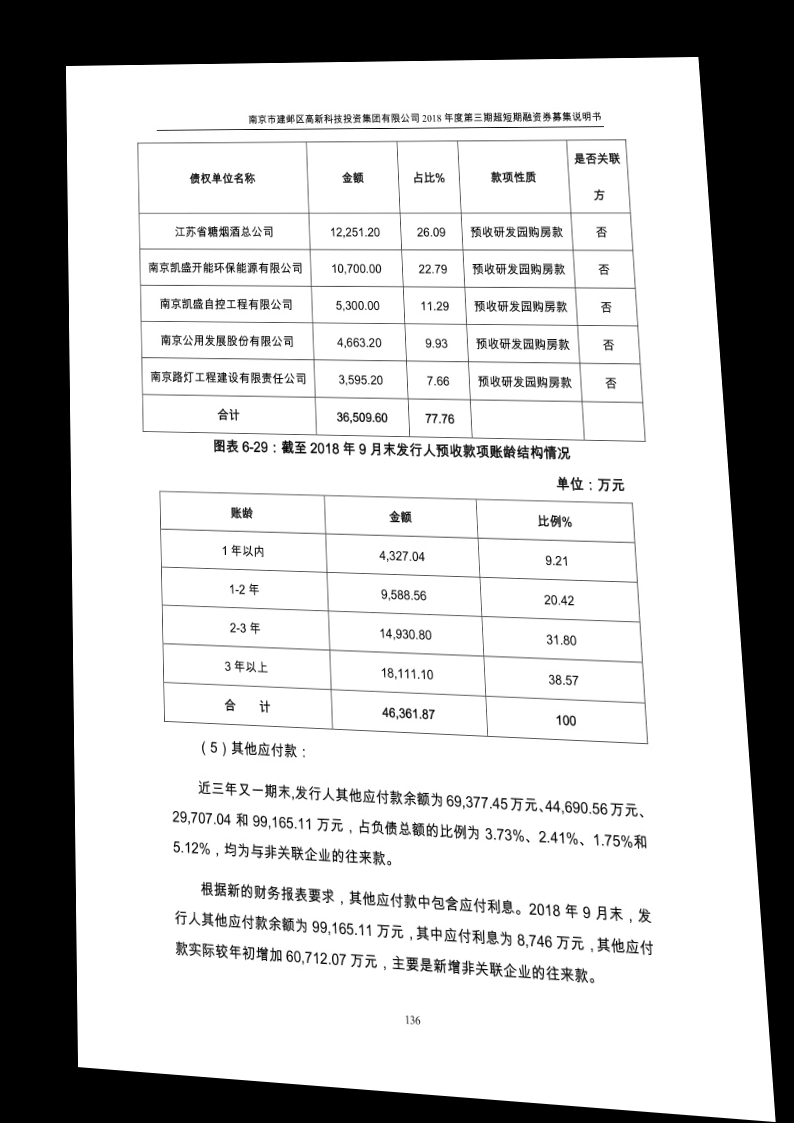 南京市建邺区高新科技投资集团有限公司 2018 年度第三期超短期融资券募集说明书
债权单位名称 金额 占比% 款项性质 是否关联
方
江苏省糖烟酒总公司 12,251.20 26.09 预收研发园购房款 否
南京凯盛开能环保能源有限公司 10,700.00 22.79 预收研发园购房款 否
南京凯盛自控工程有限公司 5,300.00 11.29 预收研发园购房款 否
南京公用发展股份有限公司 4,663.20 9.93 预收研发园购房款 否
南京路灯工程建设有限责任公司 3,595.20 7.66 预收研发园购房款 否
合计 36,509.60 77.76
图表 6-29：截至 2018 年 9 月末发行人预收款项账龄结构情况
单位：万元
账龄 金额 比例%
1 年以内 4,327.04 9.21
1-2 年 9,588.56 20.42
2-3 年 14,930.80 31.80
3 年以上 18,111.10 38.57
合 计 46,361.87 100
（5）其他应付款：
近三年又一期末,发行人其他应付款余额为 69,377.45 万元、44,690.56 万元、
29,707.04 和 99,165.11 万元，占负债总额的比例为 3.73%、2.41%、1.75%和
5.12%，均为与非关联企业的往来款。
根据新的财务报表要求，其他应付款中包含应付利息。2018 年 9 月末，发
行人其他应付款余额为 99,165.11 万元，其中应付利息为 8,746 万元，其他应付
款实际较年初增加 60,712.07 万元，主要是新增非关联企业的往来款。
136